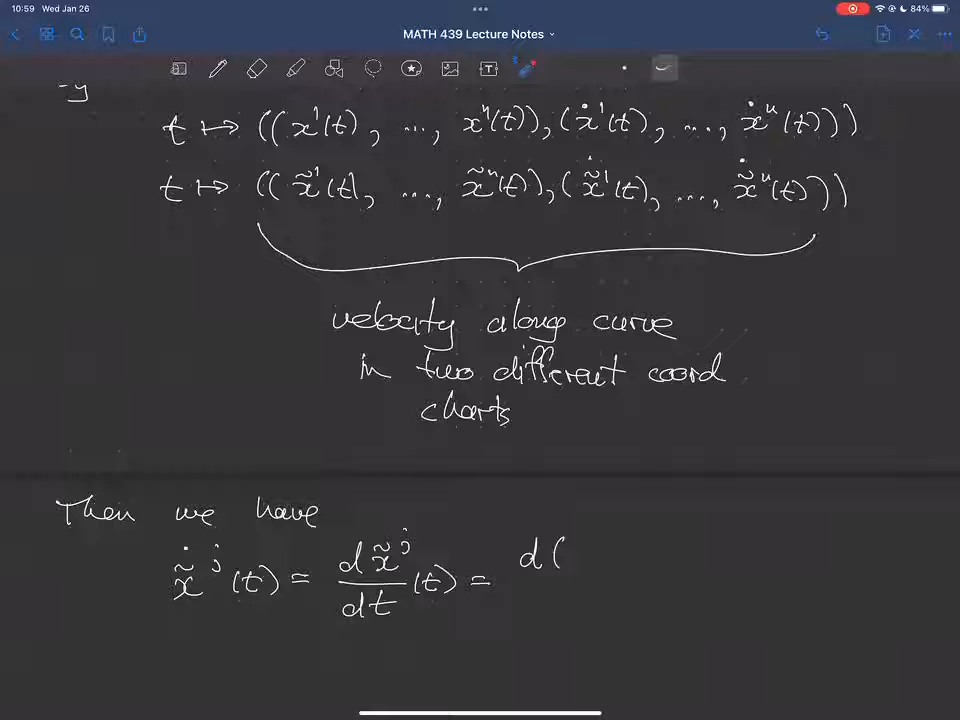 10:59 Wed Jan 26
84%
MATH 439 Lecture Notes
-y
t ↦ ((x¹(t), ..., xⁿ(t)), (ẋ¹(t), ..., ẋⁿ(t)))
t ↦ ((x̃¹(t), ..., x̃ⁿ(t)), (x̃̇¹(t), ..., x̃̇ⁿ(t)))
velocity along curve
in two different coord
charts
Then we have
x̃̇ʲ(t) = dx̃ʲ/dt (t) = d(